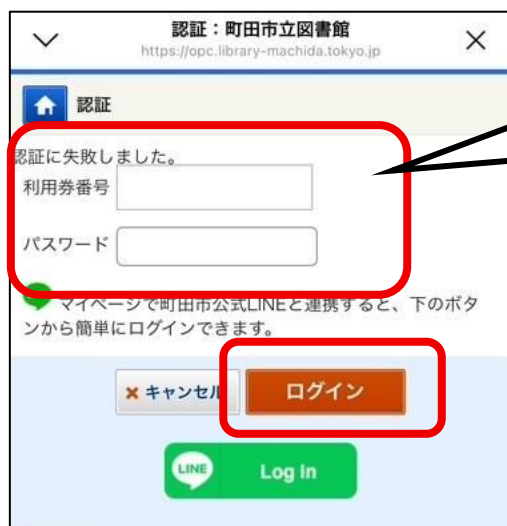 認証：町田市立図書館
https://opc.library-machida.tokyo.jp
認証
認証に失敗しました。
利用券番号
パスワード
マイページで町田市公式LINEと連携すると、下のボタ
ンから簡単にログインできます。
キャンセル
ログイン
LINE
Log In